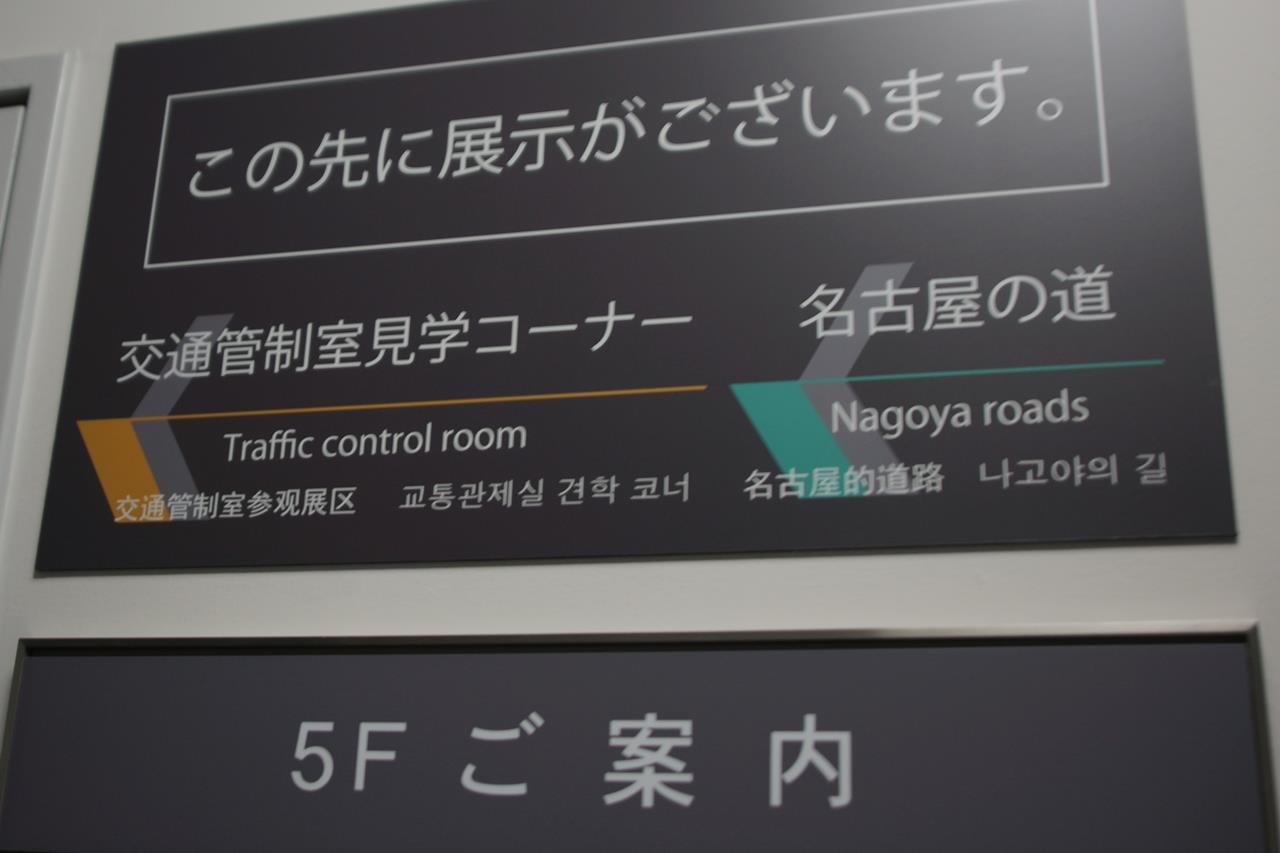 この先に展示がございます。
交通管制室見学コーナー
Traffic control room
交通管制室参观展区 교통관제실 견학 코너
名古屋の道
Nagoya roads
名古屋的道路 나고야의 길
5F ご案内